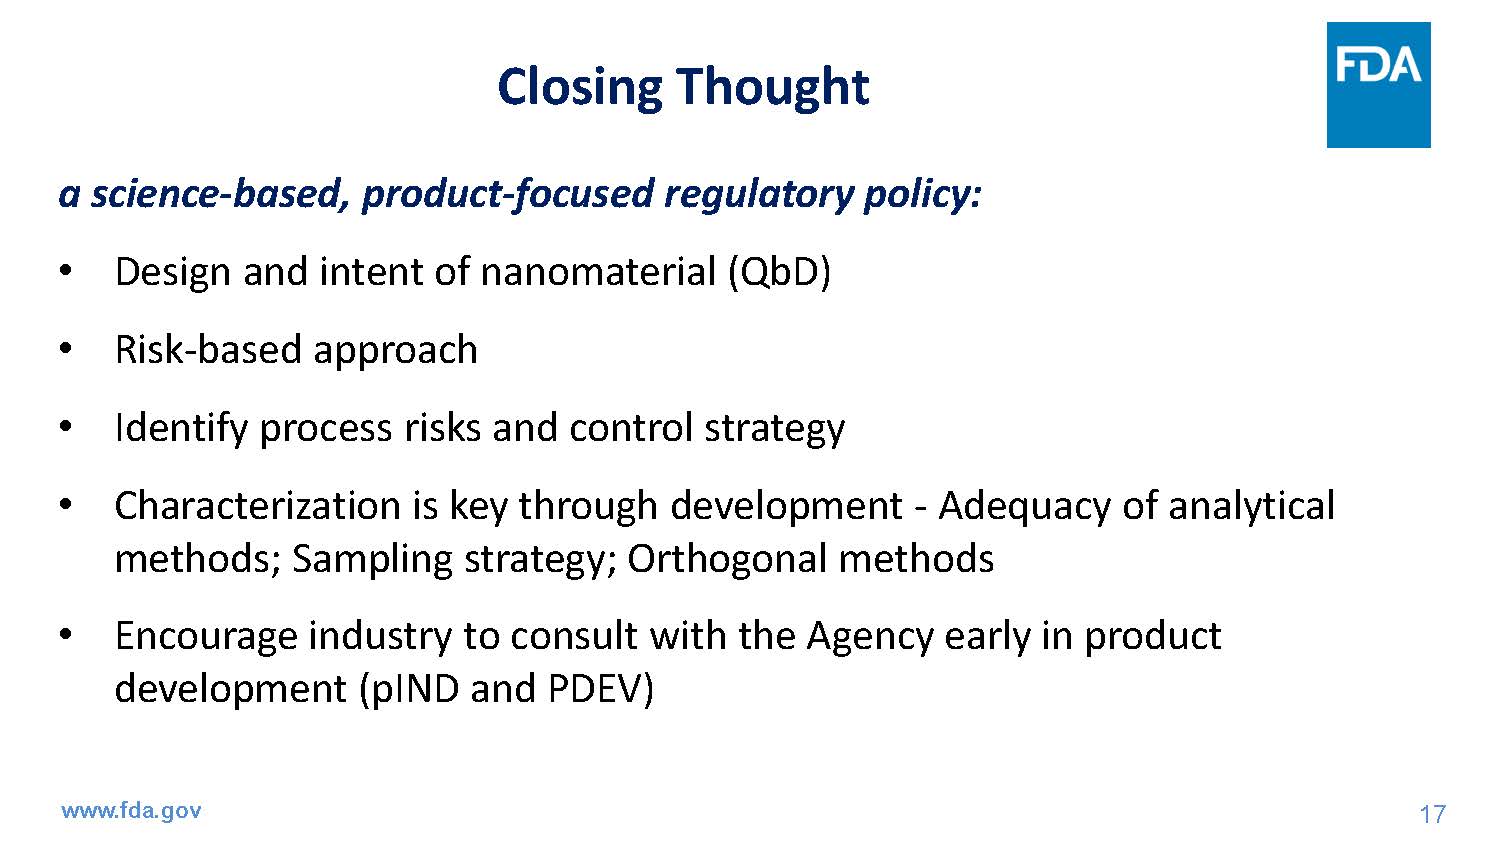 FDA
Closing Thought
a science-based, product-focused regulatory policy:
• Design and intent of nanomaterial (QbD)
• Risk-based approach
• Identify process risks and control strategy
• Characterization is key through development - Adequacy of analytical
methods; Sampling strategy; Orthogonal methods
• Encourage industry to consult with the Agency early in product
development (pIND and PDEV)
www.fda.gov
17